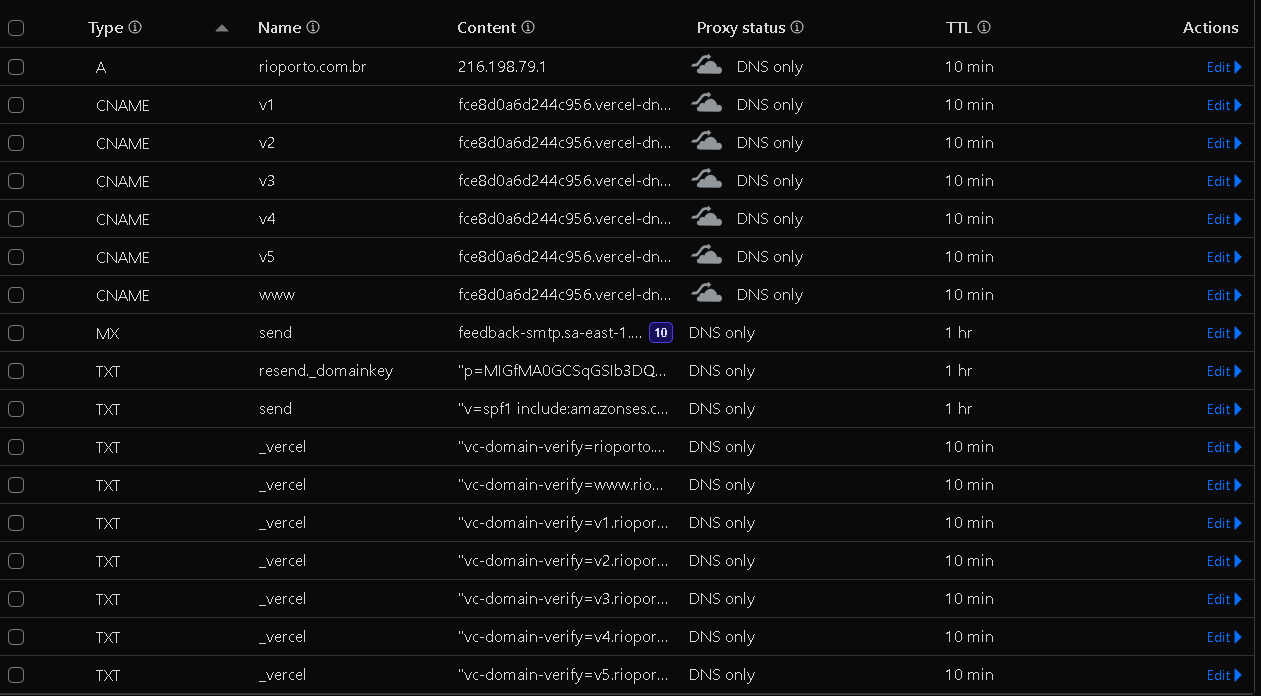 Type Name Content Proxy status TTL Actions
A rioporto.com.br 216.198.79.1 DNS only 10 min Edit
CNAME v1 fce8d0a6d244c956.vercel-dn... DNS only 10 min Edit
CNAME v2 fce8d0a6d244c956.vercel-dn... DNS only 10 min Edit
CNAME v3 fce8d0a6d244c956.vercel-dn... DNS only 10 min Edit
CNAME v4 fce8d0a6d244c956.vercel-dn... DNS only 10 min Edit
CNAME v5 fce8d0a6d244c956.vercel-dn... DNS only 10 min Edit
CNAME www fce8d0a6d244c956.vercel-dn... DNS only 10 min Edit
MX send feedback-smtp.sa-east-1.... 10 DNS only 1 hr Edit
TXT resend._domainkey "p=MIGfMA0GCSqGSIb3DQ... DNS only 1 hr Edit
TXT send "v=spf1 include:amazonses.c... DNS only 1 hr Edit
TXT _vercel "vc-domain-verify=rioporto.... DNS only 10 min Edit
TXT _vercel "vc-domain-verify=www.rio... DNS only 10 min Edit
TXT _vercel "vc-domain-verify=v1.riopor... DNS only 10 min Edit
TXT _vercel "vc-domain-verify=v2.riopor... DNS only 10 min Edit
TXT _vercel "vc-domain-verify=v3.riopor... DNS only 10 min Edit
TXT _vercel "vc-domain-verify=v4.riopor... DNS only 10 min Edit
TXT _vercel "vc-domain-verify=v5.riopor... DNS only 10 min Edit